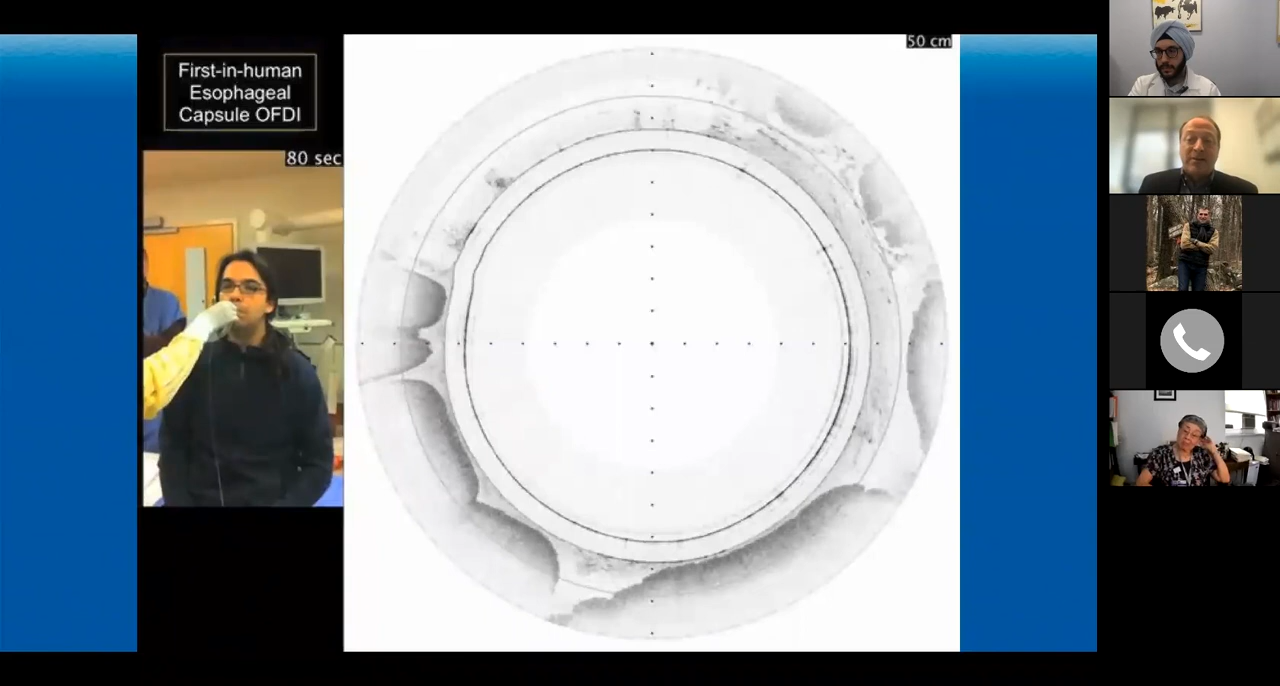 First-in-human
Esophageal
Capsule OFDI
80 sec
50 cm